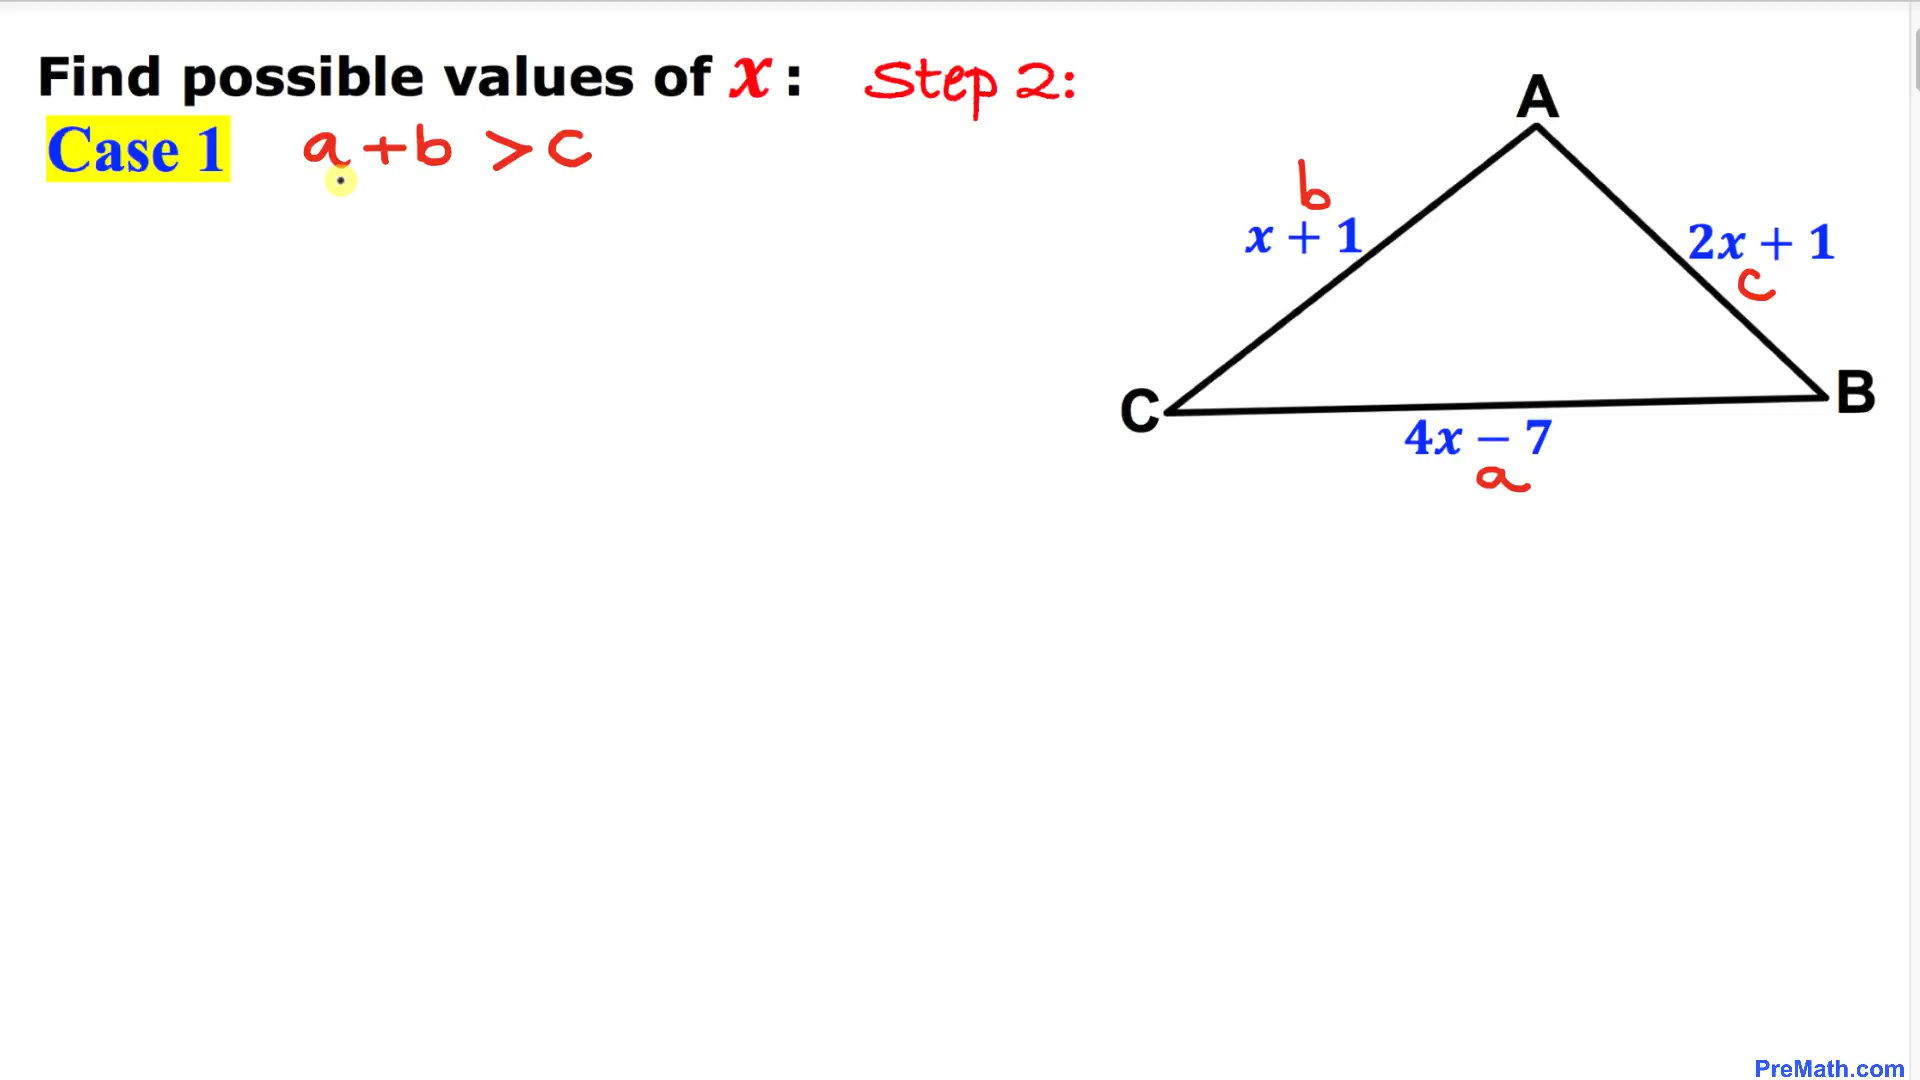 Find possible values of x : Step 2:
Case 1 a + b > c
A
b
x + 1
2x + 1
c
C
B
4x − 7
a
PreMath.com